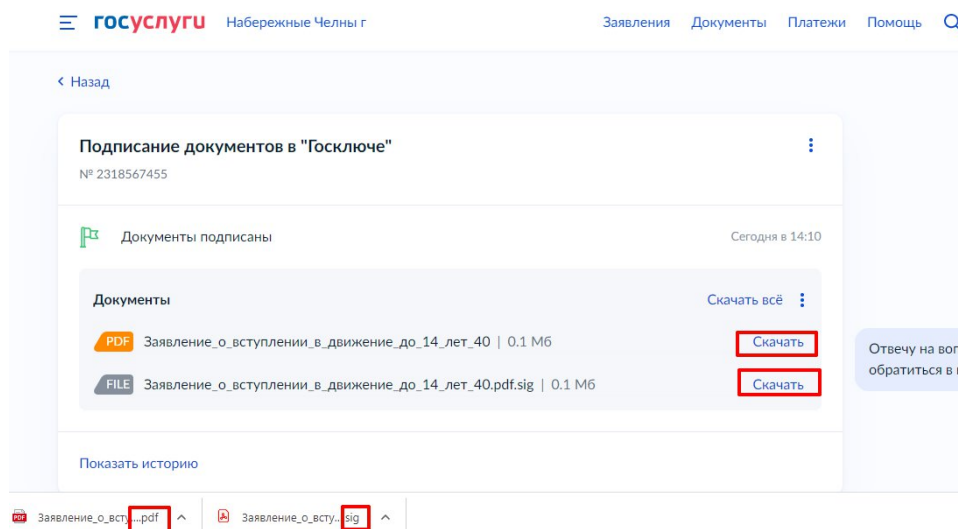 госуслуги Набережные Челны г Заявления Документы Платежи Помощь
Назад
Подписание документов в "Госключе"
№ 2318567455
Документы подписаны Сегодня в 14:10
Документы Скачать всё
PDF Заявление_о_вступлении_в_движение_до_14_лет_40 | 0.1 Мб Скачать
FILE Заявление_о_вступлении_в_движение_до_14_лет_40.pdf.sig | 0.1 Мб Скачать
Отвечу на
обратиться в
Показать историю
PDF Заявление_о_всту....pdf Заявление_о_всту...sig